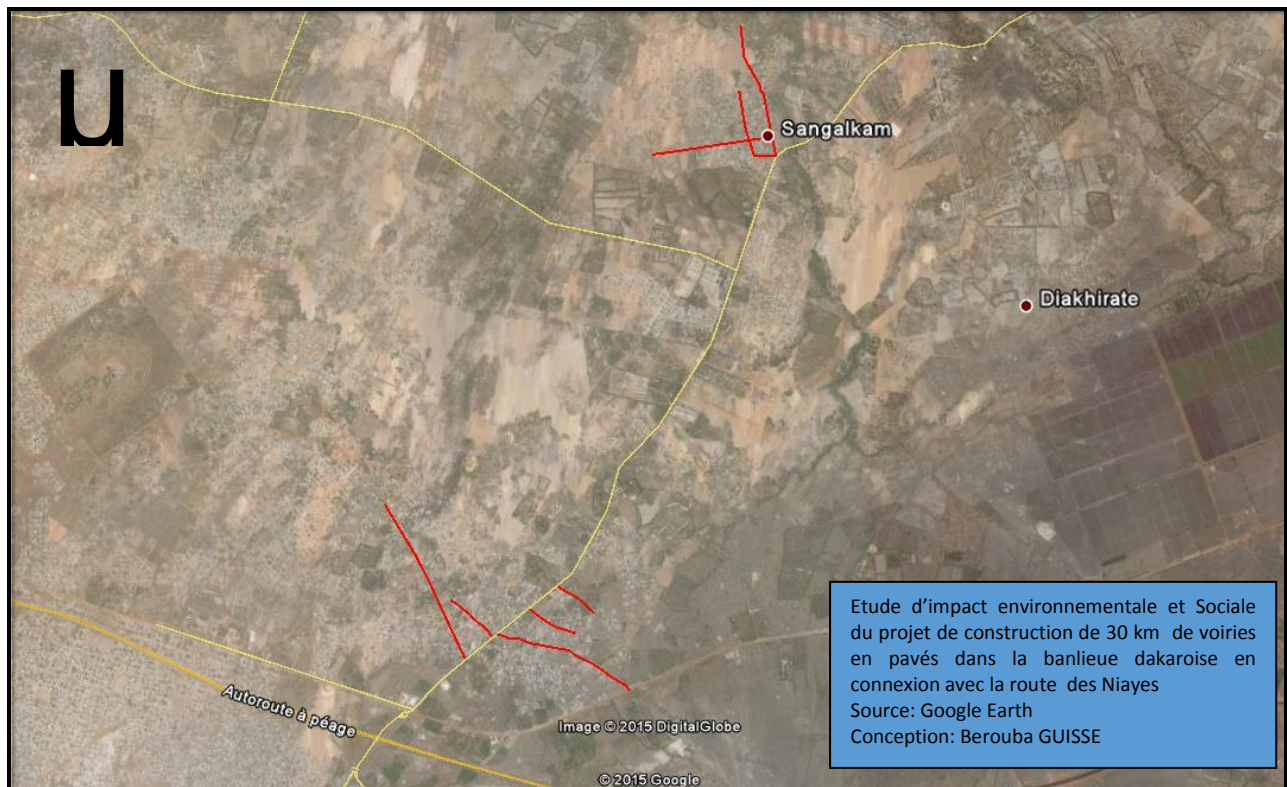 u
Sangalkam
Diakhirate
Autoroute à péage
Image © 2015 DigitalGlobe
© 2015 Google
Etude d’impact environnementale et Sociale
du projet de construction de 30 km de voiries
en pavés dans la banlieue dakaroise en
connexion avec la route des Niayes
Source: Google Earth
Conception: Berouba GUISSE